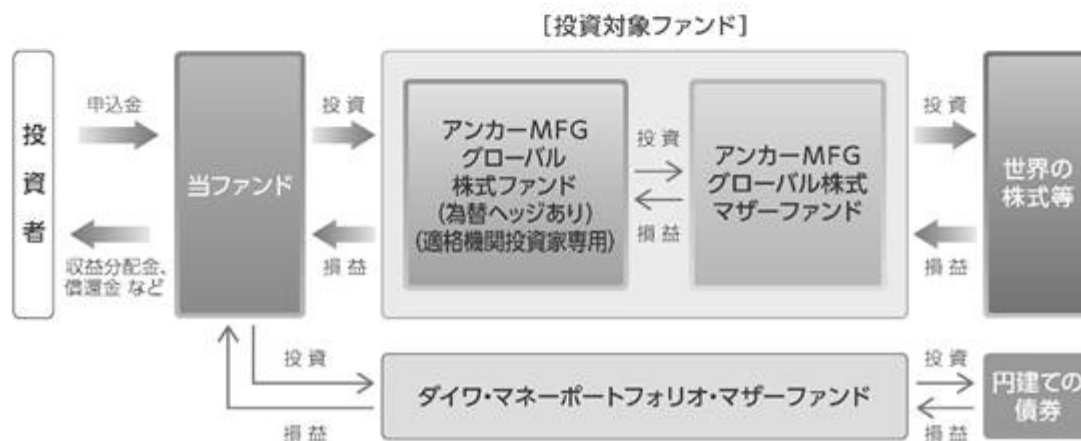 [投資対象ファンド]
投資者
申込金
収益分配金、
償還金 など
当ファンド
投資
損益
アンカーMFG
グローバル
株式ファンド
(為替ヘッジあり)
(適格機関投資家専用)
投資
損益
アンカーMFG
グローバル株式
マザーファンド
投資
損益
世界の
株式等
投資
損益
ダイワ・マネーポートフォリオ・マザーファンド
投資
損益
円建ての
債券